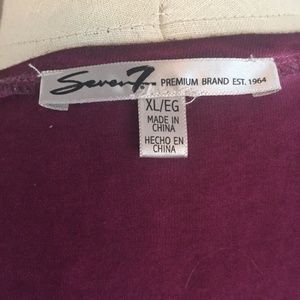 Seven7 PREMIUM BRAND EST. 1964
XL/EG
MADE IN
CHINA
HECHO EN
CHINA